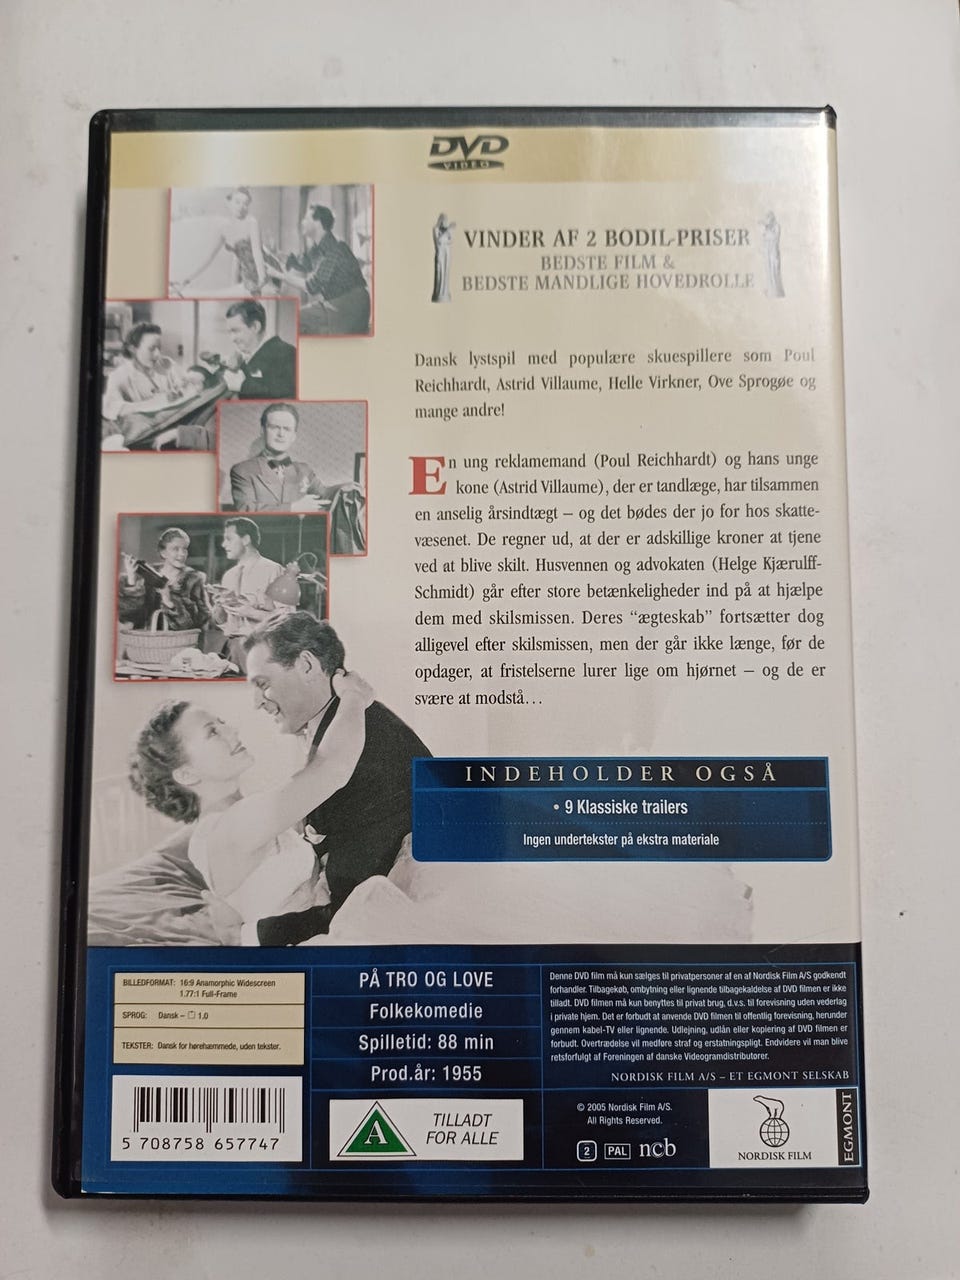 DVD
VIDEO
VINDER AF 2 BODIL-PRISER
BEDSTE FILM &
BEDSTE MANDLIGE HOVEDROLLE
Dansk lystspil med populære skuespillere som Poul
Reichhardt, Astrid Villaume, Helle Virkner, Ove Sprogøe og
mange andre!
En ung reklamemand (Poul Reichhardt) og hans unge
kone (Astrid Villaume), der er tandlæge, har tilsammen
en anselig årsindtægt – og det bødes der jo for hos skatte-
væsenet. De regner ud, at der er adskillige kroner at tjene
ved at blive skilt. Husvennen og advokaten (Helge Kjærulff-
Schmidt) går efter store betænkeligheder ind på at hjælpe
dem med skilsmissen. Deres "ægteskab" fortsætter dog
alligevel efter skilsmissen, men der går ikke længe, før de
opdager, at fristelserne lurer lige om hjørnet – og de er
svære at modstå...
INDEHOLDER OGSÅ
• 9 Klassiske trailers
Ingen undertekster på ekstra materiale
BILLEDFORMAT: 16:9 Anamorphic Widescreen
1.77:1 Full-Frame
SPROG: Dansk – 1.0
TEKSTER: Dansk for hørehæmmede, uden tekster.
5 708758 657747
PÅ TRO OG LOVE
Folkekomedie
Spilletid: 88 min
Prod.år: 1955
A
TILLADT
FOR ALLE
Denne DVD film må kun sælges til privatpersoner af en af Nordisk Film A/S godkendt
forhandler. Tilbagekøb, ombytning eller lignende tilbagekaldelse af DVD filmen er ikke
tilladt. DVD filmen må kun benyttes til privat brug, d.v.s. til forevisning uden vederlag
i private hjem. Det er forbudt at anvende DVD filmen til offentlig forevisning, herunder
gennem kabel-TV eller lignende. Udlejning, udlån eller kopiering af DVD filmen er
forbudt. Overtrædelse vil medføre straf og erstatningspligt. Endvidere vil man blive
retsforfulgt af Foreningen af danske Videogramdistributører.
NORDISK FILM A/S – ET EGMONT SELSKAB
© 2005 Nordisk Film A/S.
All Rights Reserved.
2 PAL ncb
NORDISK FILM
EGMONT